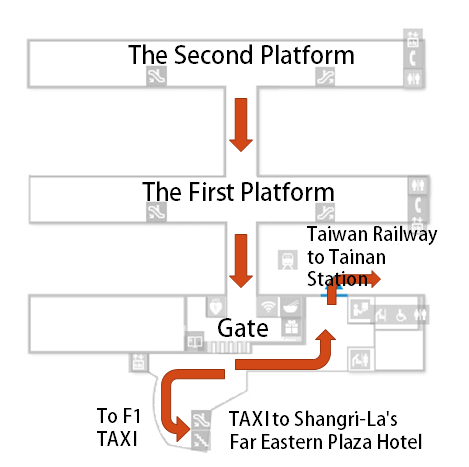 The Second Platform
The First Platform
Taiwan Railway
to Tainan
Station
Gate
To F1
TAXI
TAXI to Shangri-La's
Far Eastern Plaza Hotel